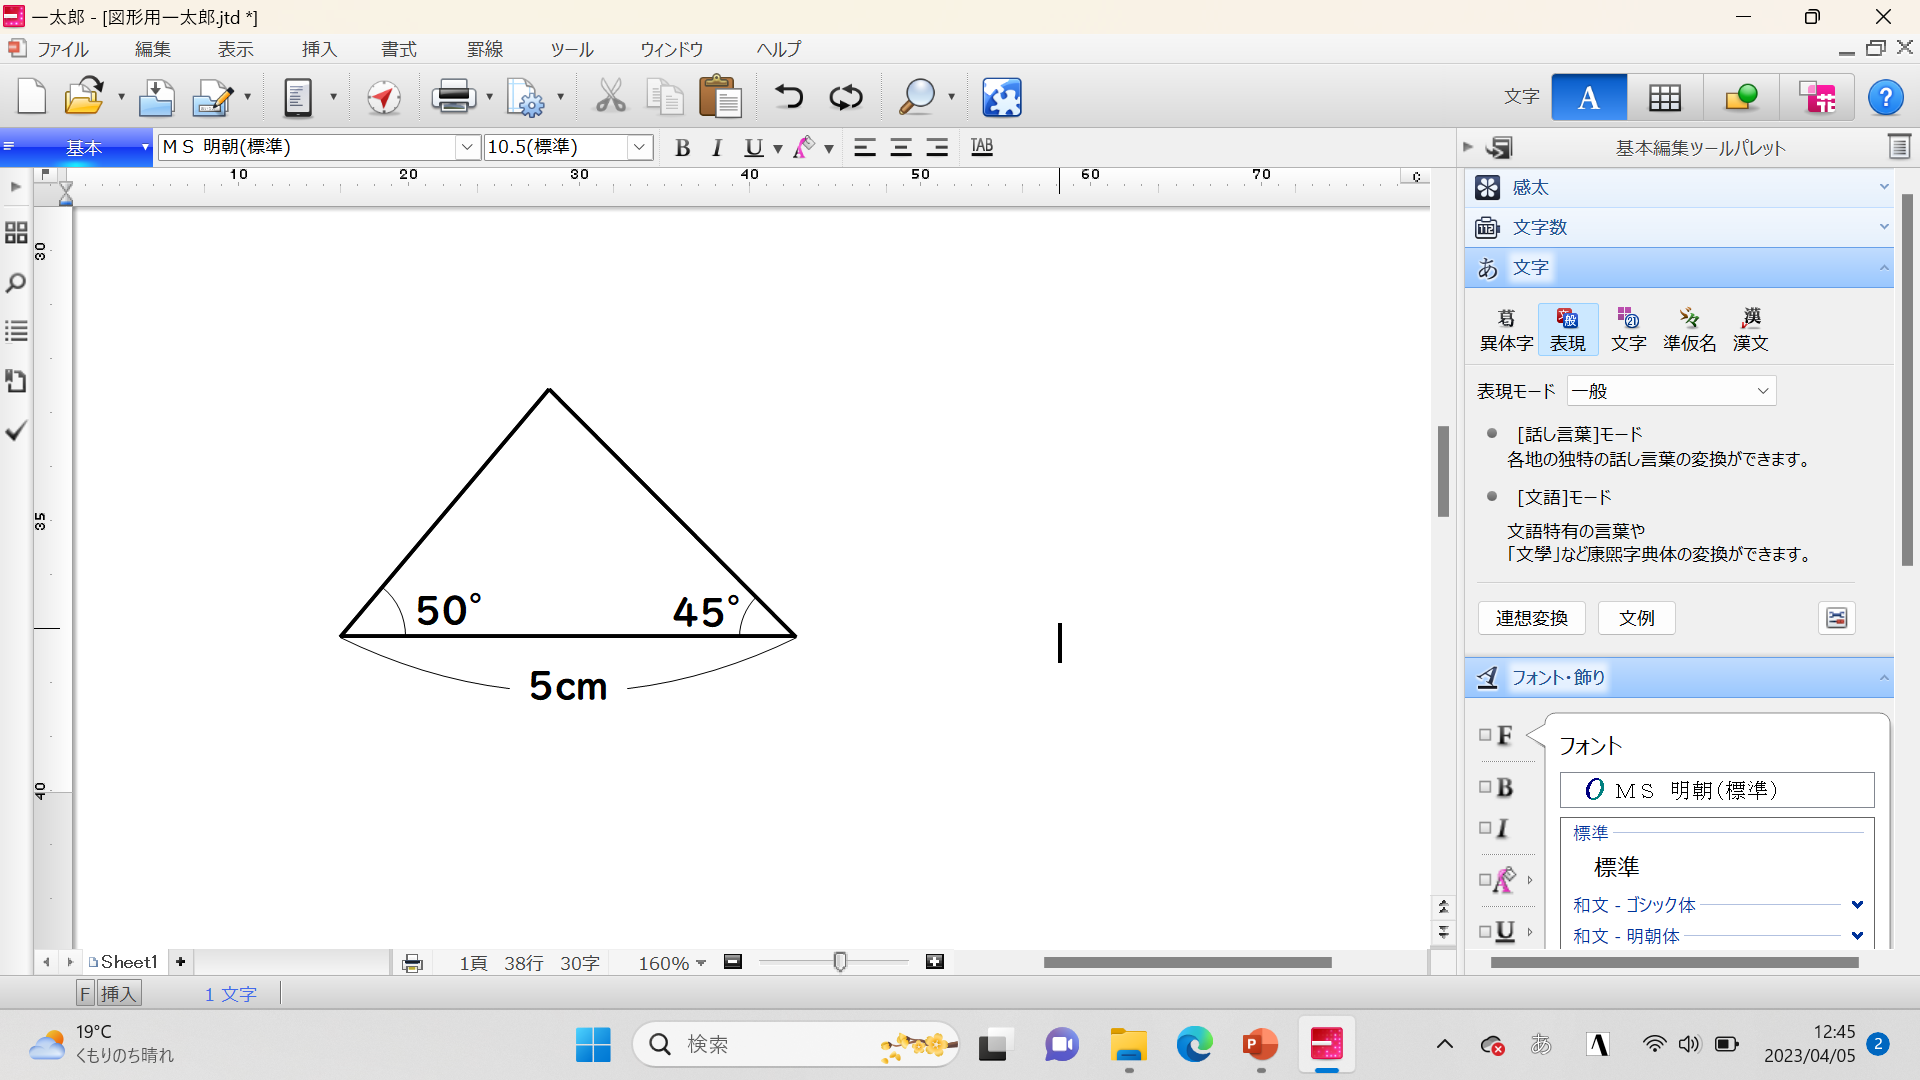 一太郎 - [図形用一太郎.jtd *]
ファイル 編集 表示 挿入 書式 罫線 ツール ウィンドウ ヘルプ
文字 A ?
基本 ＭＳ 明朝(標準) 10.5(標準) B I U TAB 基本編集ツールパレット
10 20 30 40 50 60 70 c
感太
文字数
あ 文字
異体字 表現 文字 準仮名 漢文
表現モード 一般
[話し言葉]モード
各地の独特の話し言葉の変換ができます。
[文語]モード
文語特有の言葉や
「文學」など康熙字典体の変換ができます。
連想変換 文例
フォント・飾り
F フォント
B O ＭＳ 明朝(標準)
I 標準
標準
和文 - ゴシック体
U 和文 - 明朝体
30
35
40
50° 45°
5cm
Sheet1 1頁 38行 30字 160%
F 挿入 1 文字
19°C
くもりのち晴れ
検索
あ A
12:45
2023/04/05 2